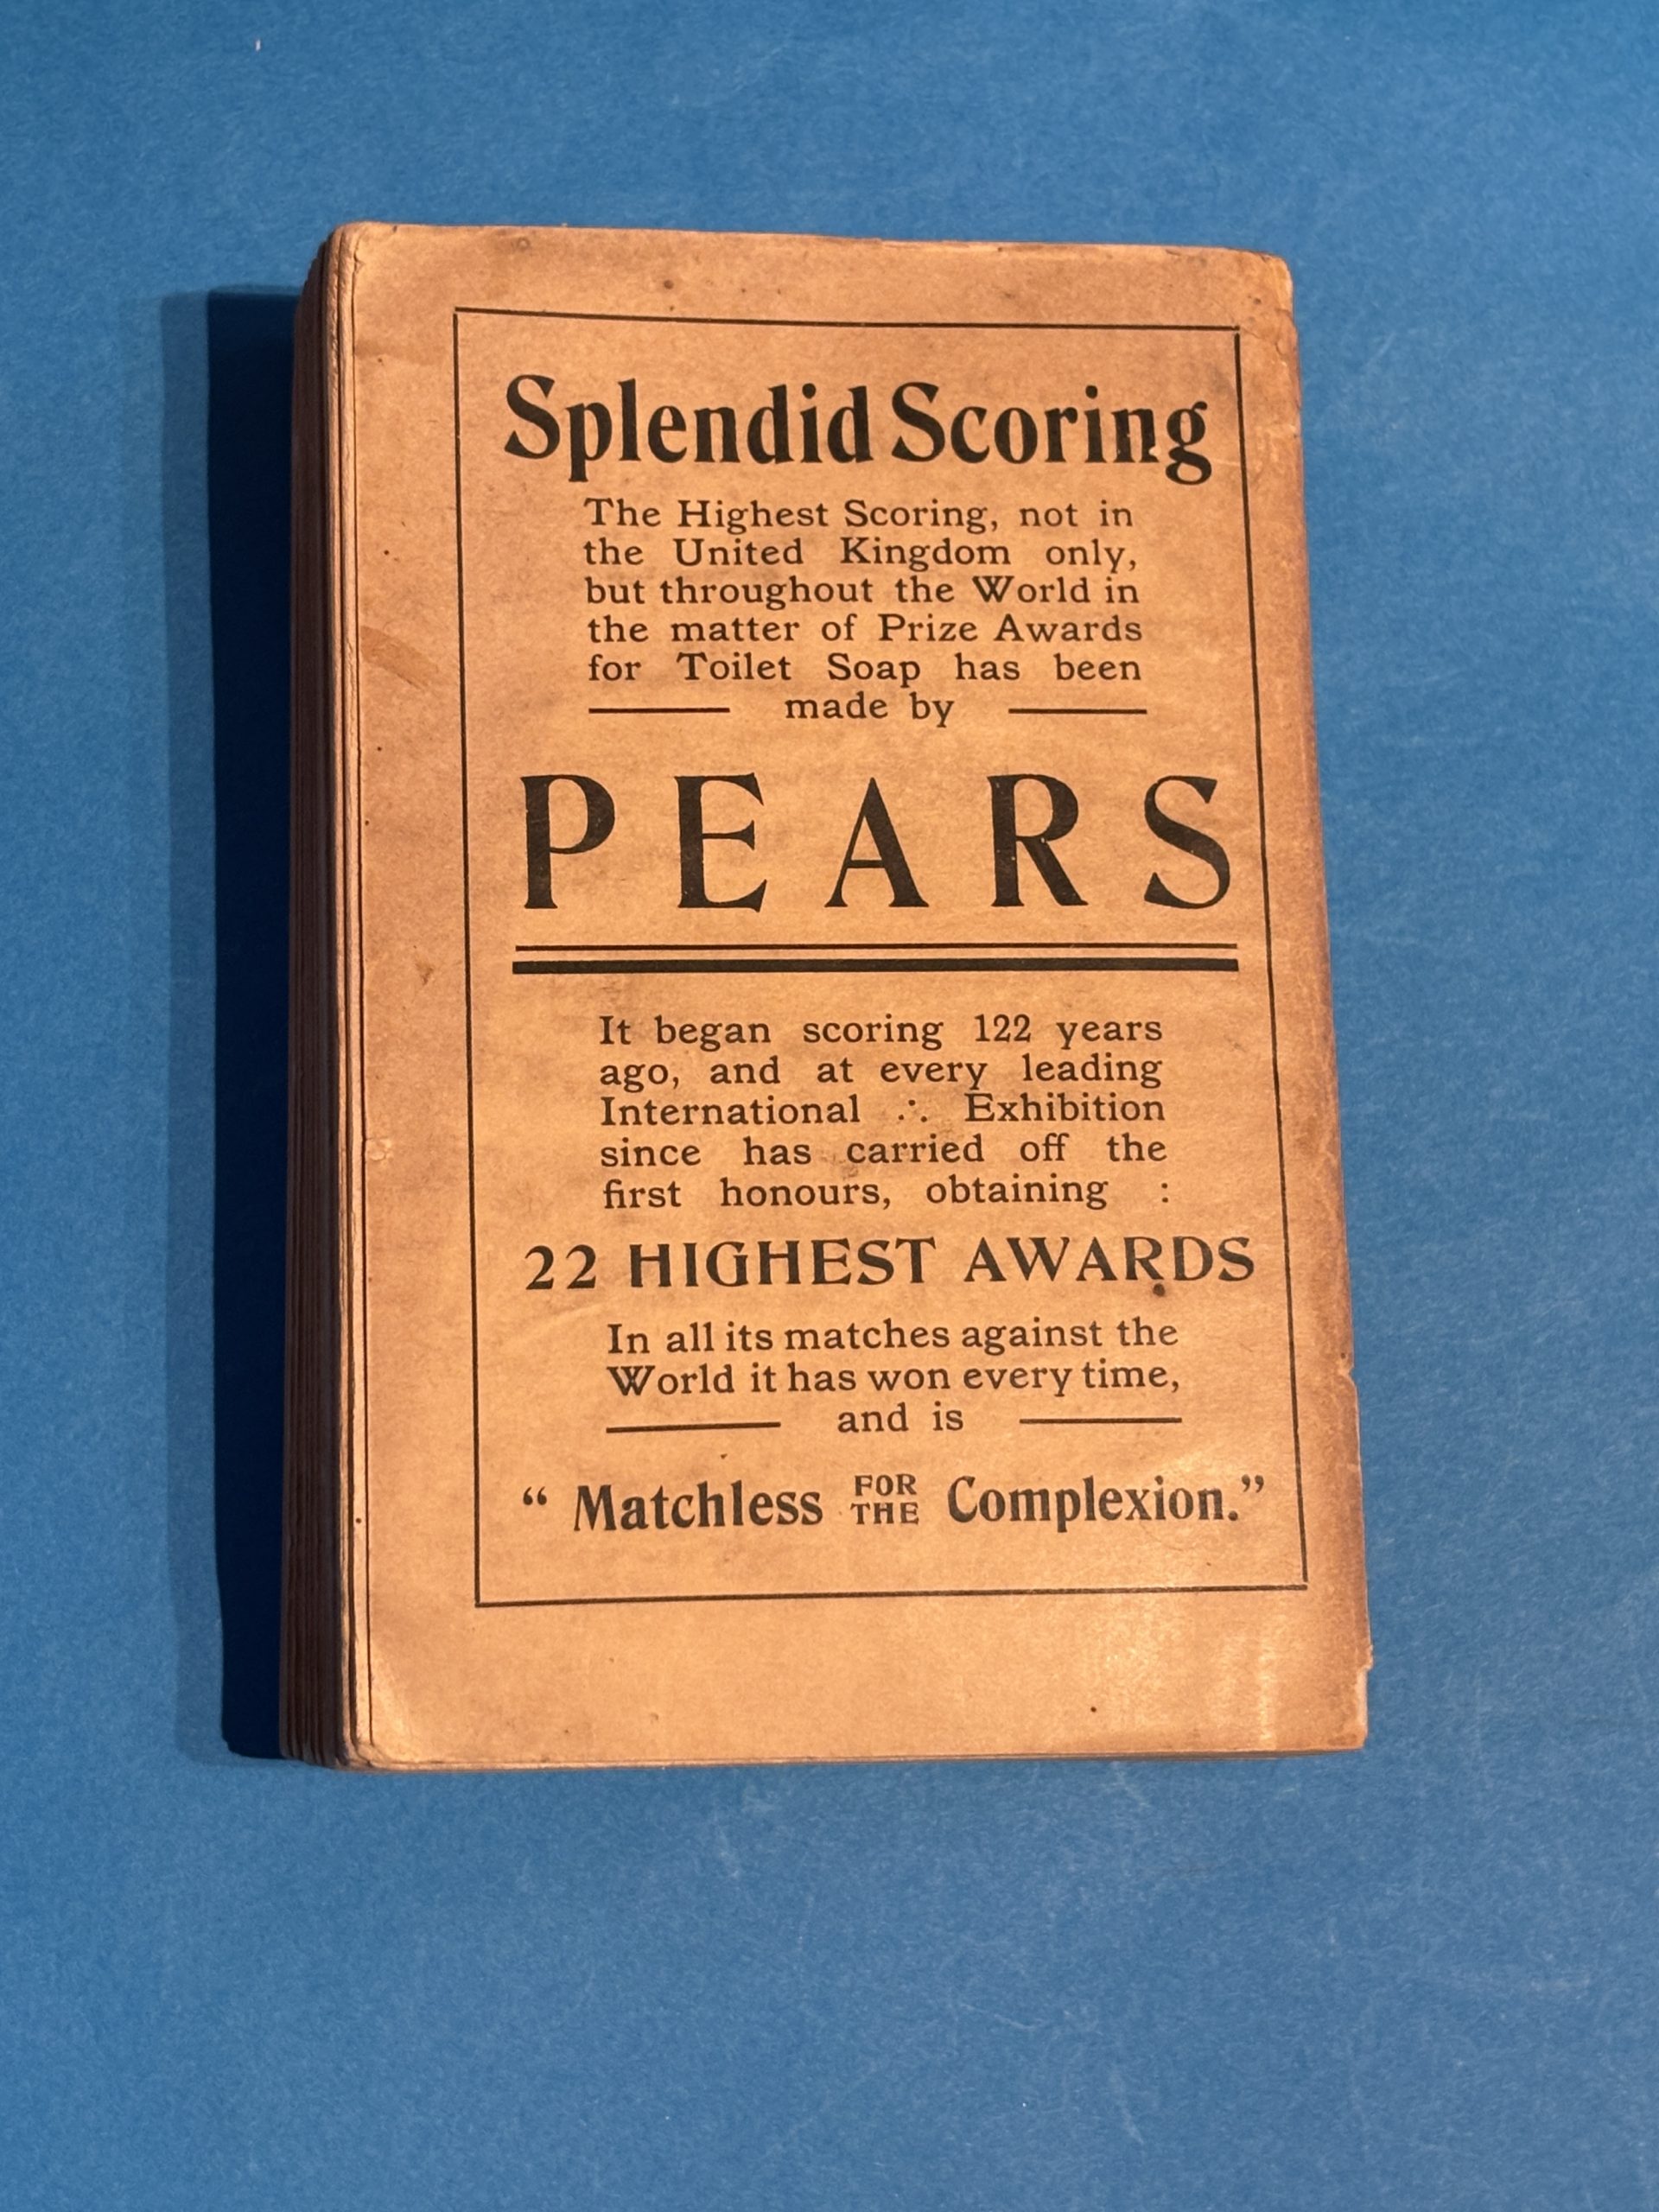 Splendid Scoring
The Highest Scoring, not in
the United Kingdom only,
but throughout the World in
the matter of Prize Awards
for Toilet Soap has been
made by
PEARS
It began scoring 122 years
ago, and at every leading
International ∴ Exhibition
since has carried off the
first honours, obtaining :
22 HIGHEST AWARDS
In all its matches against the
World it has won every time,
and is
“ Matchless FOR THE Complexion.”